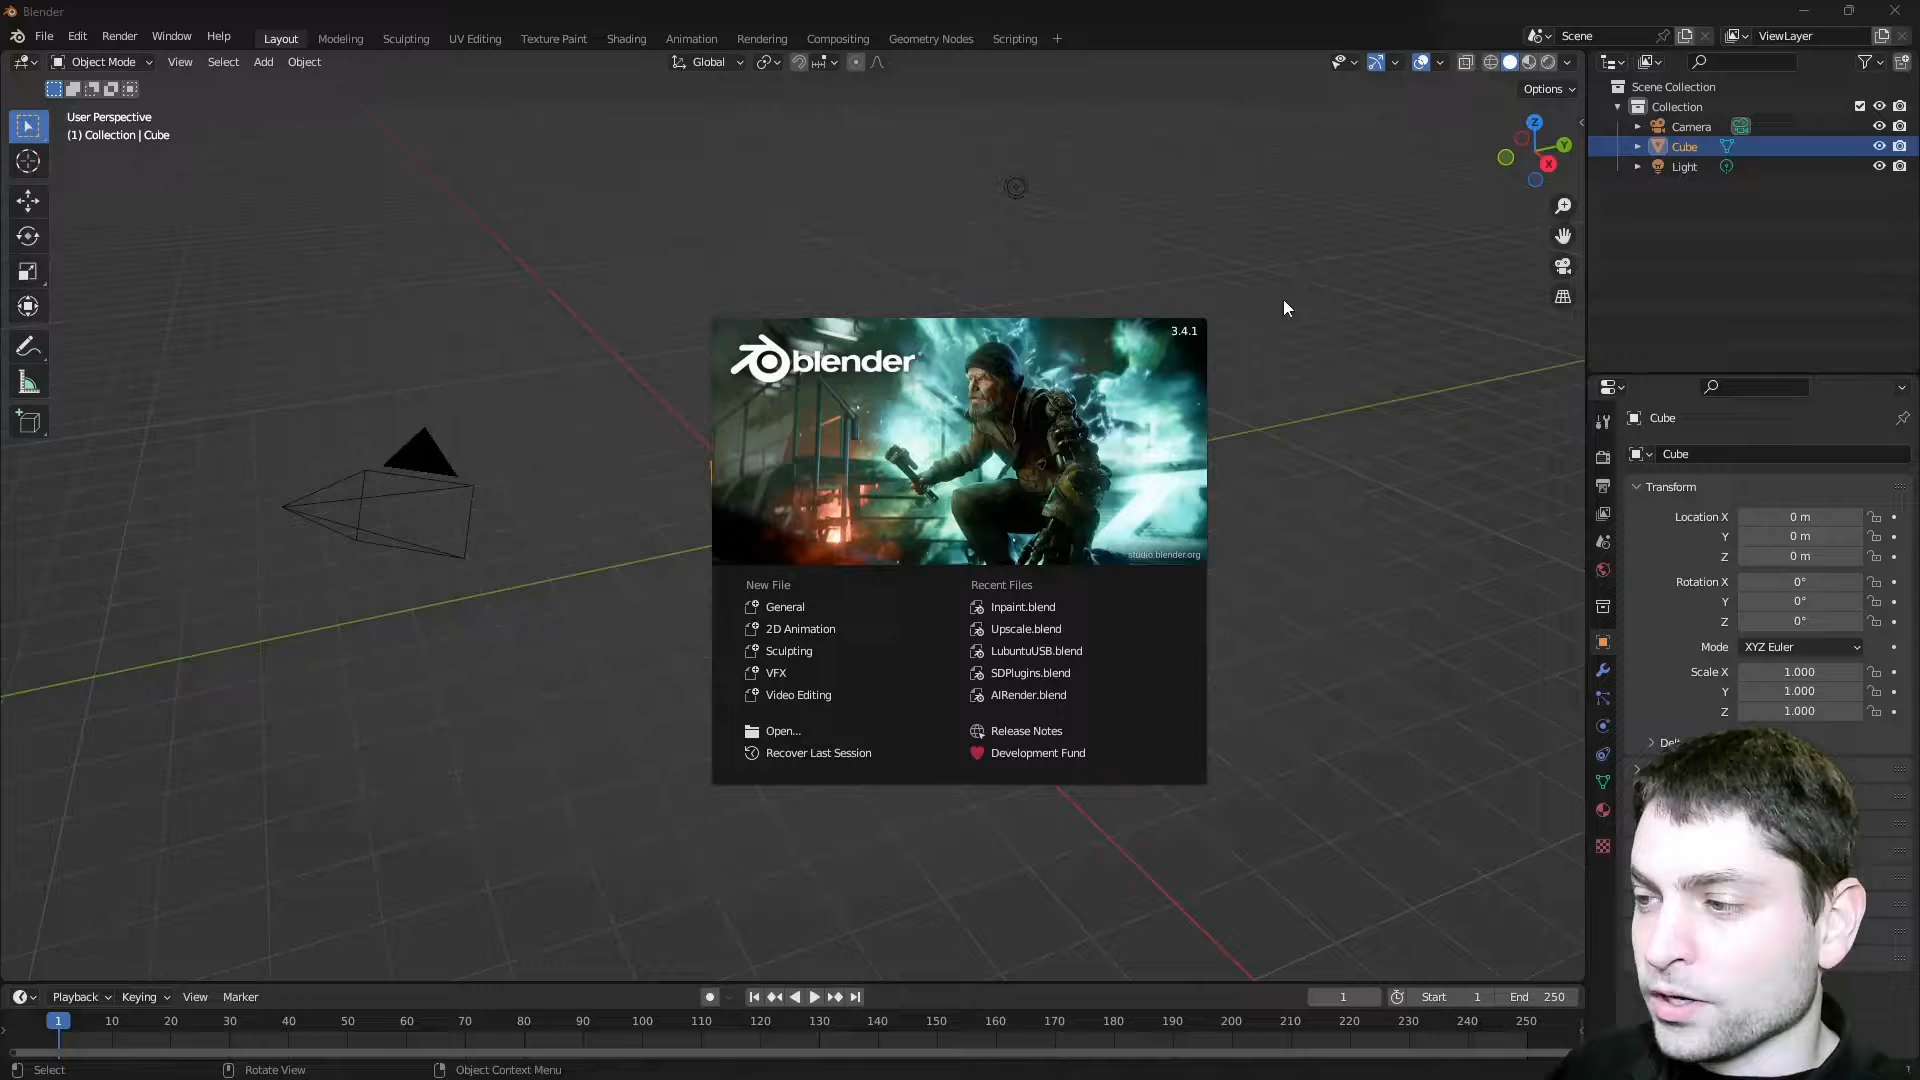 Blender
File Edit Render Window Help
Layout Modeling Sculpting UV Editing Texture Paint Shading Animation Rendering Compositing Geometry Nodes Scripting +
Scene
ViewLayer
Object Mode View Select Add Object
Global
Options
User Perspective
(1) Collection | Cube
Z
Y
X
Scene Collection
Collection
Camera
Cube
Light
blender
3.4.1
studio.blender.org
New File
General
2D Animation
Sculpting
VFX
Video Editing
Open...
Recover Last Session
Recent Files
Inpaint.blend
Upscale.blend
LubuntuUSB.blend
SDPlugins.blend
AIRender.blend
Release Notes
Development Fund
Cube
Cube
Transform
Location X 0 m
Y 0 m
Z 0 m
Rotation X 0°
Y 0°
Z 0°
Mode XYZ Euler
Scale X 1.000
Y 1.000
Z 1.000
Playback Keying View Marker
1 Start 1 End 250
1 10 20 30 40 50 60 70 80 90 100 110 120 130 140 150 160 170 180 190 200 210 220 230 240 250
Select Rotate View Object Context Menu